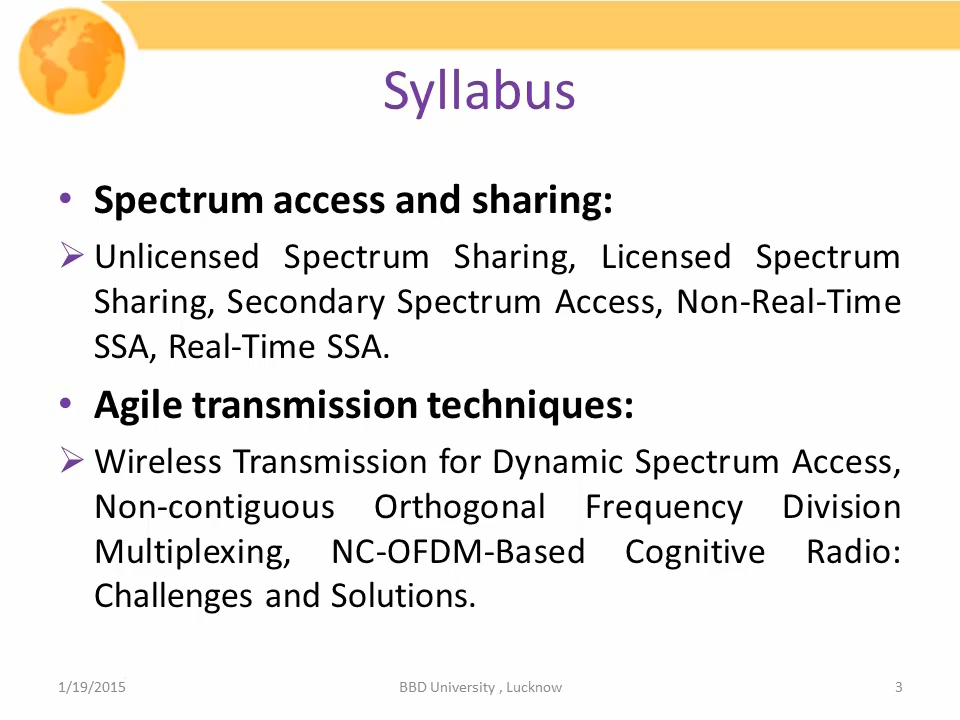 Syllabus
• Spectrum access and sharing:
➢ Unlicensed Spectrum Sharing, Licensed Spectrum
Sharing, Secondary Spectrum Access, Non-Real-Time
SSA, Real-Time SSA.
• Agile transmission techniques:
➢ Wireless Transmission for Dynamic Spectrum Access,
Non-contiguous Orthogonal Frequency Division
Multiplexing, NC-OFDM-Based Cognitive Radio:
Challenges and Solutions.
1/19/2015 BBD University , Lucknow 3